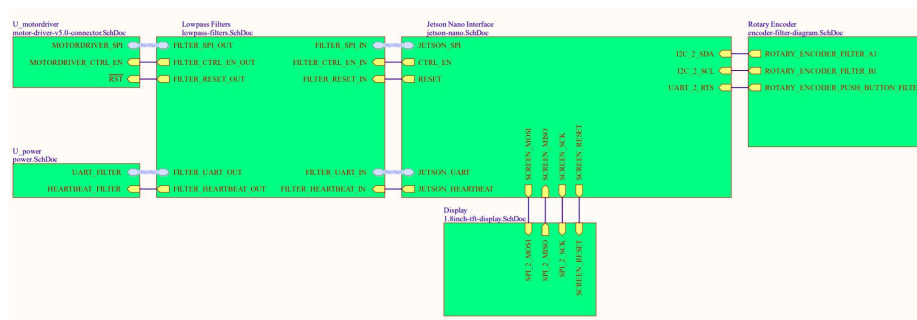 U_motordriver
motor-driver-v5.0-connector.SchDoc
MOTORDRIVER_SPI
MOTORDRIVER_CTRL_EN
RST
Lowpass Filters
lowpass-filters.SchDoc
FILTER_SPI_OUT
FILTER_SPI_IN
FILTER_CTRL_EN_OUT
FILTER_CTRL_EN_IN
FILTER_RESET_OUT
FILTER_RESET_IN
FILTER_UART_OUT
FILTER_UART_IN
FILTER_HEARTBEAT_OUT
FILTER_HEARTBEAT_IN
Jetson Nano Interface
jetson-nano.SchDoc
JETSON_SPI
CTRL_EN
RESET
JETSON_UART
JETSON_HEARTBEAT
I2C_2_SDA
I2C_2_SCL
UART_2_RTS
SCREEN_MOSI
SCREEN_MISO
SCREEN_SCK
SCREEN_RESET
Rotary Encoder
encoder-filter-diagram.SchDoc
ROTARY_ENCODER_FILTER_A1
ROTARY_ENCODER_FILTER_B1
ROTARY_ENCODER_PUSH_BUTTON_FILTE
U_power
power.SchDoc
UART_FILTER
HEARTBEAT_FILTER
Display
1.8inch-tft-display.SchDoc
SPI_2_MOSI
SPI_2_MISO
SPI_2_SCK
SCREEN_RESET